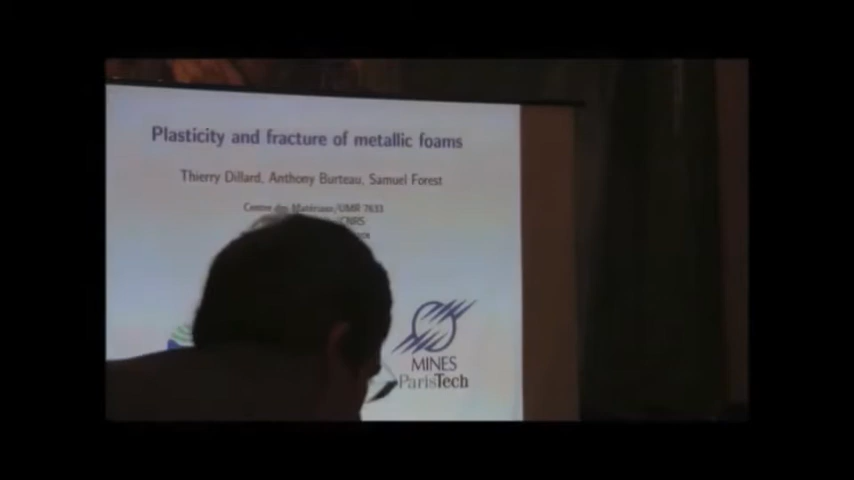 Plasticity and fracture of metallic foams
Thierry Dillard, Anthony Burteau, Samuel Forest
Centre des Matériaux/UMR 7633
/CNRS
MINES
ParisTech